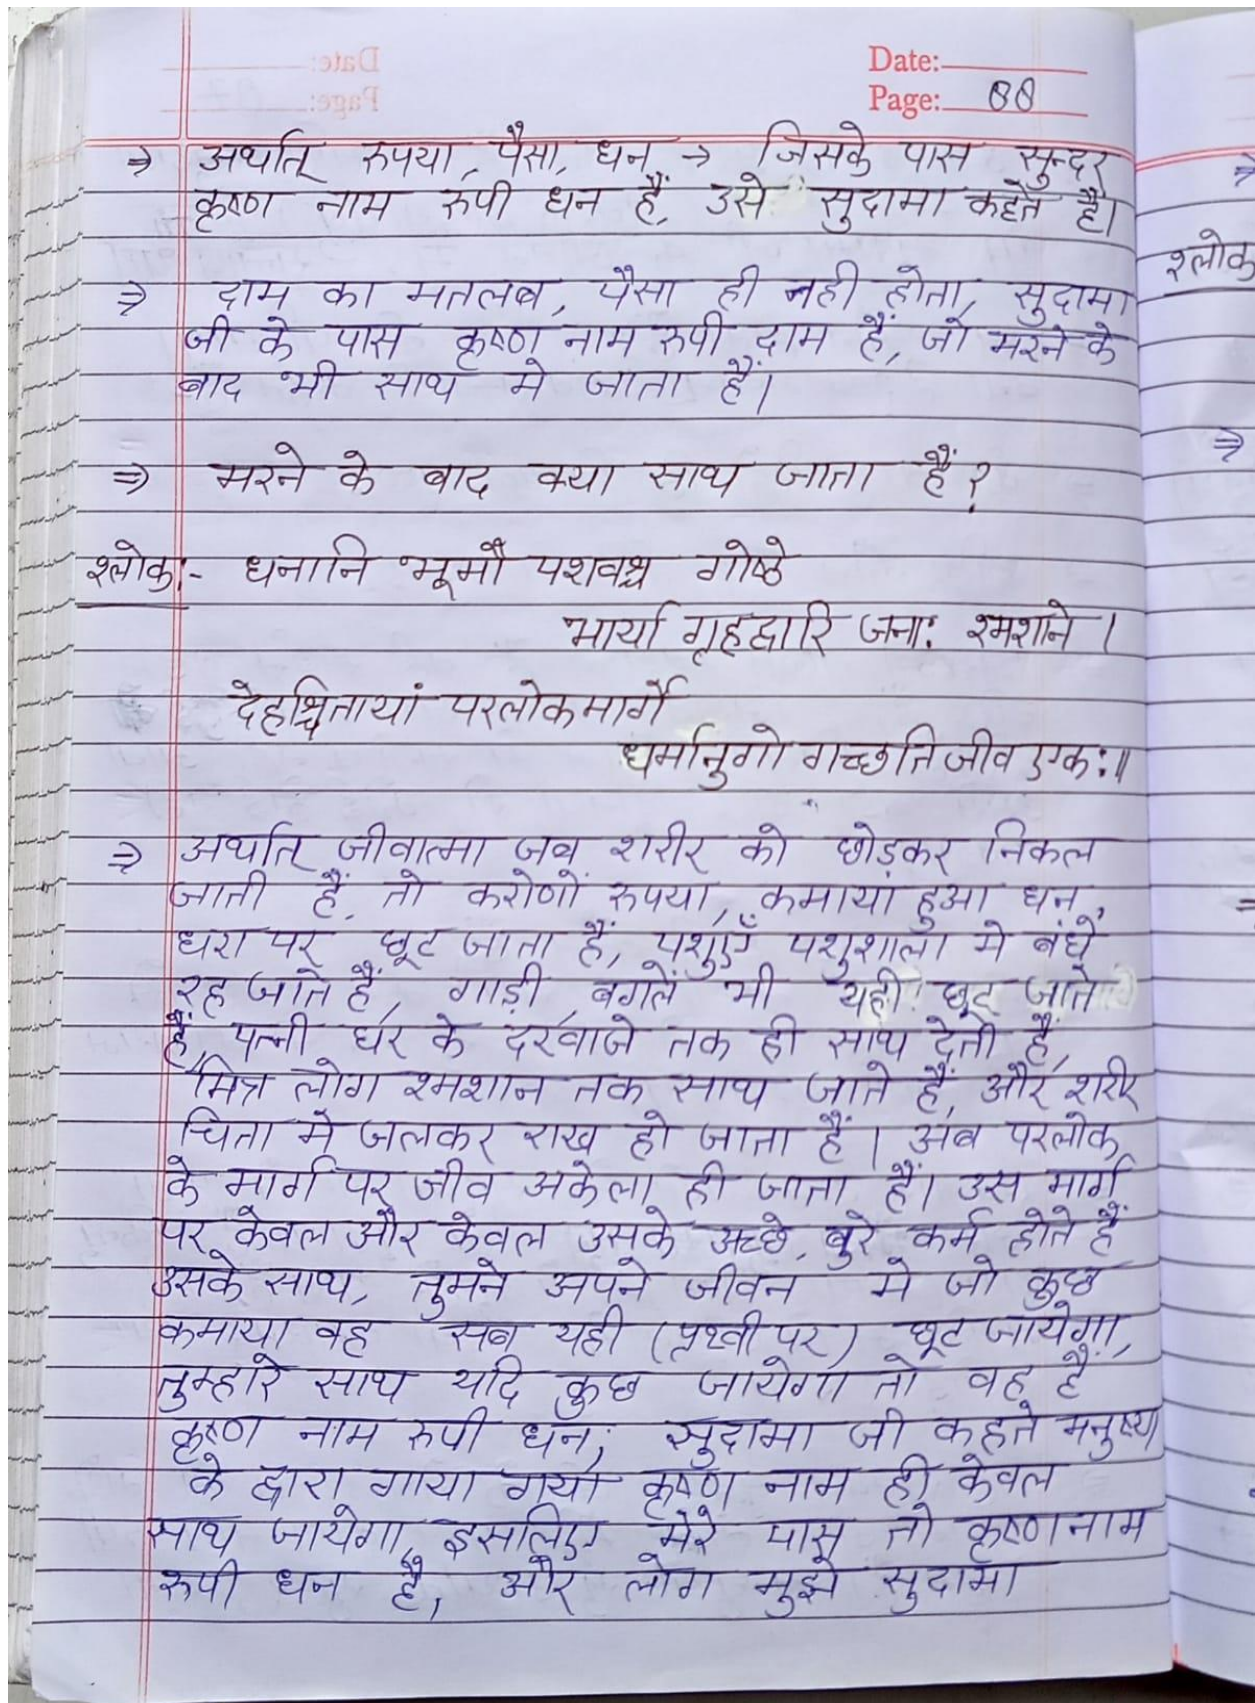 Date:
Page: 88
⇒ अर्थात् रुपया, पैसा, धन → जिसके पास सुन्दर
कृष्ण नाम रुपी धन हैं, उसे सुदामा कहते हैं।
⇒ दाम का मतलब, पैसा ही नही होता, सुदामा
जी के पास कृष्ण नाम रुपी दाम हैं, जो मरने के
बाद भी साथ मे जाता हैं।
⇒ मरने के बाद क्या साथ जाता हैं?
श्लोक:- धनानि भूमौ पशवश्च गोष्ठे
भार्या गृहद्वारि जना: श्मशाने।
देहश्चितायां परलोकमार्गे
धर्मानुगो गच्छति जीव एक:॥
⇒ अर्थात् जीवात्मा जब शरीर को छोड़कर निकल
जाती हैं, तो करोणों रुपया, कमाया हुआ धन,
धरा पर छूट जाता हैं, पशुएँ पशुशाला मे बंधे
रह जाते हैं, गाड़ी, बगलें भी यही छूट जाते
हैं, पत्नी घर के दरवाजे तक ही साथ देती हैं,
मित्र लोग श्मशान तक साथ जाते हैं, और शरीर
चिता मे जलकर राख हो जाता हैं। अब परलोक
के मार्ग पर जीव अकेला ही जाता हैं। उस मार्ग
पर केवल और केवल उसके अच्छे, बुरे कर्म होते हैं
उसके साथ, तुमने अपने जीवन मे जो कुछ
कमाया वह सब यही (पृथ्वी पर) छूट जायेगा,
तुम्हारे साथ यदि कुछ जायेगा तो वह हैं
कृष्ण नाम रुपी धन, सुदामा जी कहते मनुष्य
के द्वारा गाया गया कृष्ण नाम ही केवल
साथ जायेगा, इसलिए मेरे पास तो कृष्णनाम
रुपी धन हैं, और लोग मुझे सुदामा
श्लोक